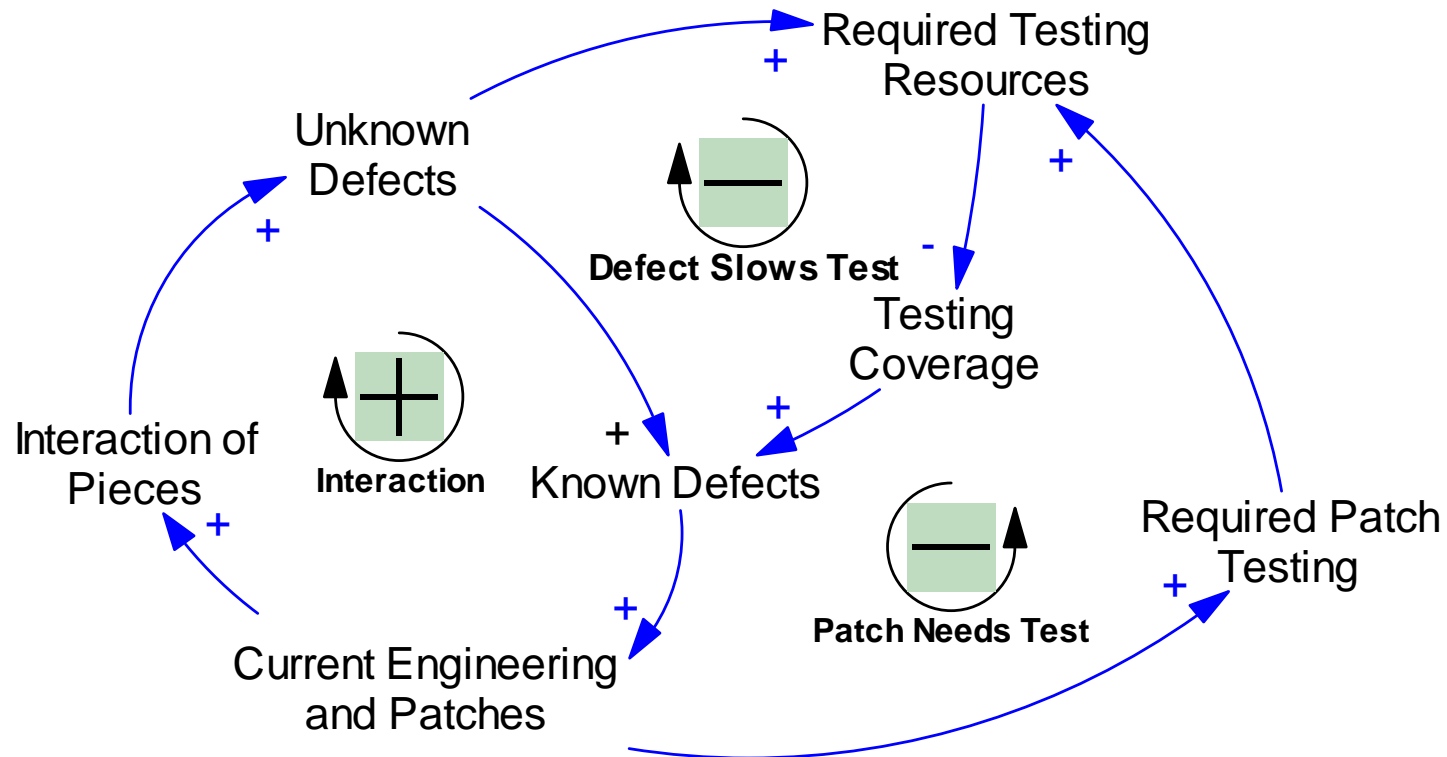 Required Testing
Resources
+
Unknown
Defects
+
+
-
Defect Slows Test
Testing
Coverage
+
+
Interaction of
Pieces
Interaction
+
Known Defects
+
Required Patch
Testing
+
+
Patch Needs Test
Current Engineering
and Patches